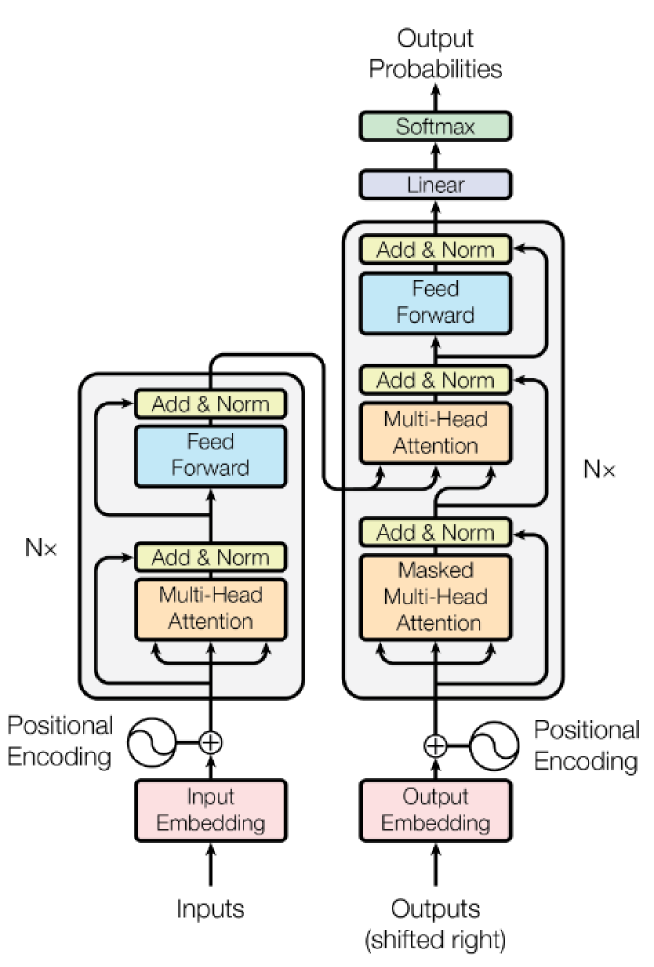 Output
Probabilities
Softmax
Linear
Add & Norm
Feed
Forward
Add & Norm
Multi-Head
Attention
Add & Norm
Masked
Multi-Head
Attention
N×
Add & Norm
Feed
Forward
Add & Norm
Multi-Head
Attention
N×
Positional
Encoding
Positional
Encoding
Input
Embedding
Output
Embedding
Inputs
Outputs
(shifted right)